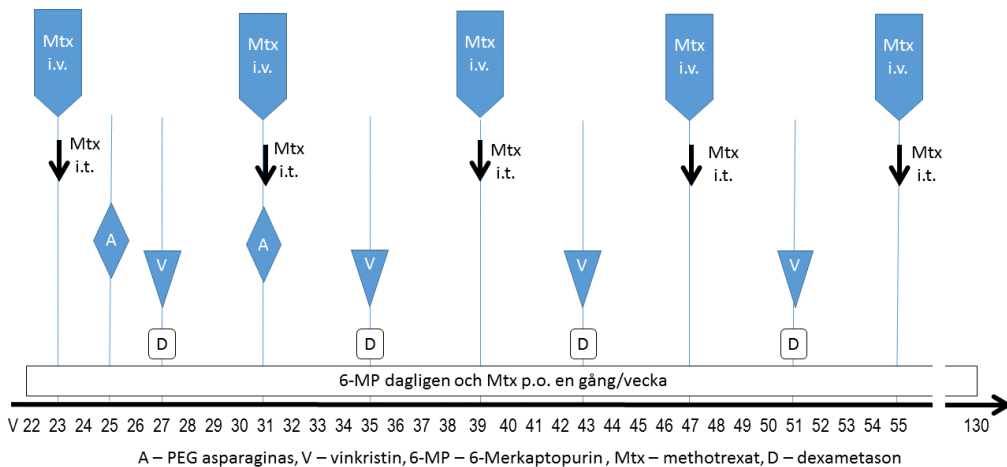 Mtx Mtx Mtx Mtx Mtx
i.v. i.v. i.v. i.v. i.v.
Mtx Mtx Mtx Mtx Mtx
i.t. i.t. i.t. i.t. i.t.
A A
V V V V
D D D D
6-MP dagligen och Mtx p.o. en gång/vecka
V 22 23 24 25 26 27 28 29 30 31 32 33 34 35 36 37 38 39 40 41 42 43 44 45 46 47 48 49 50 51 52 53 54 55 130
A – PEG asparaginas, V – vinkristin, 6-MP – 6-Merkaptopurin , Mtx – methotrexat, D – dexametason